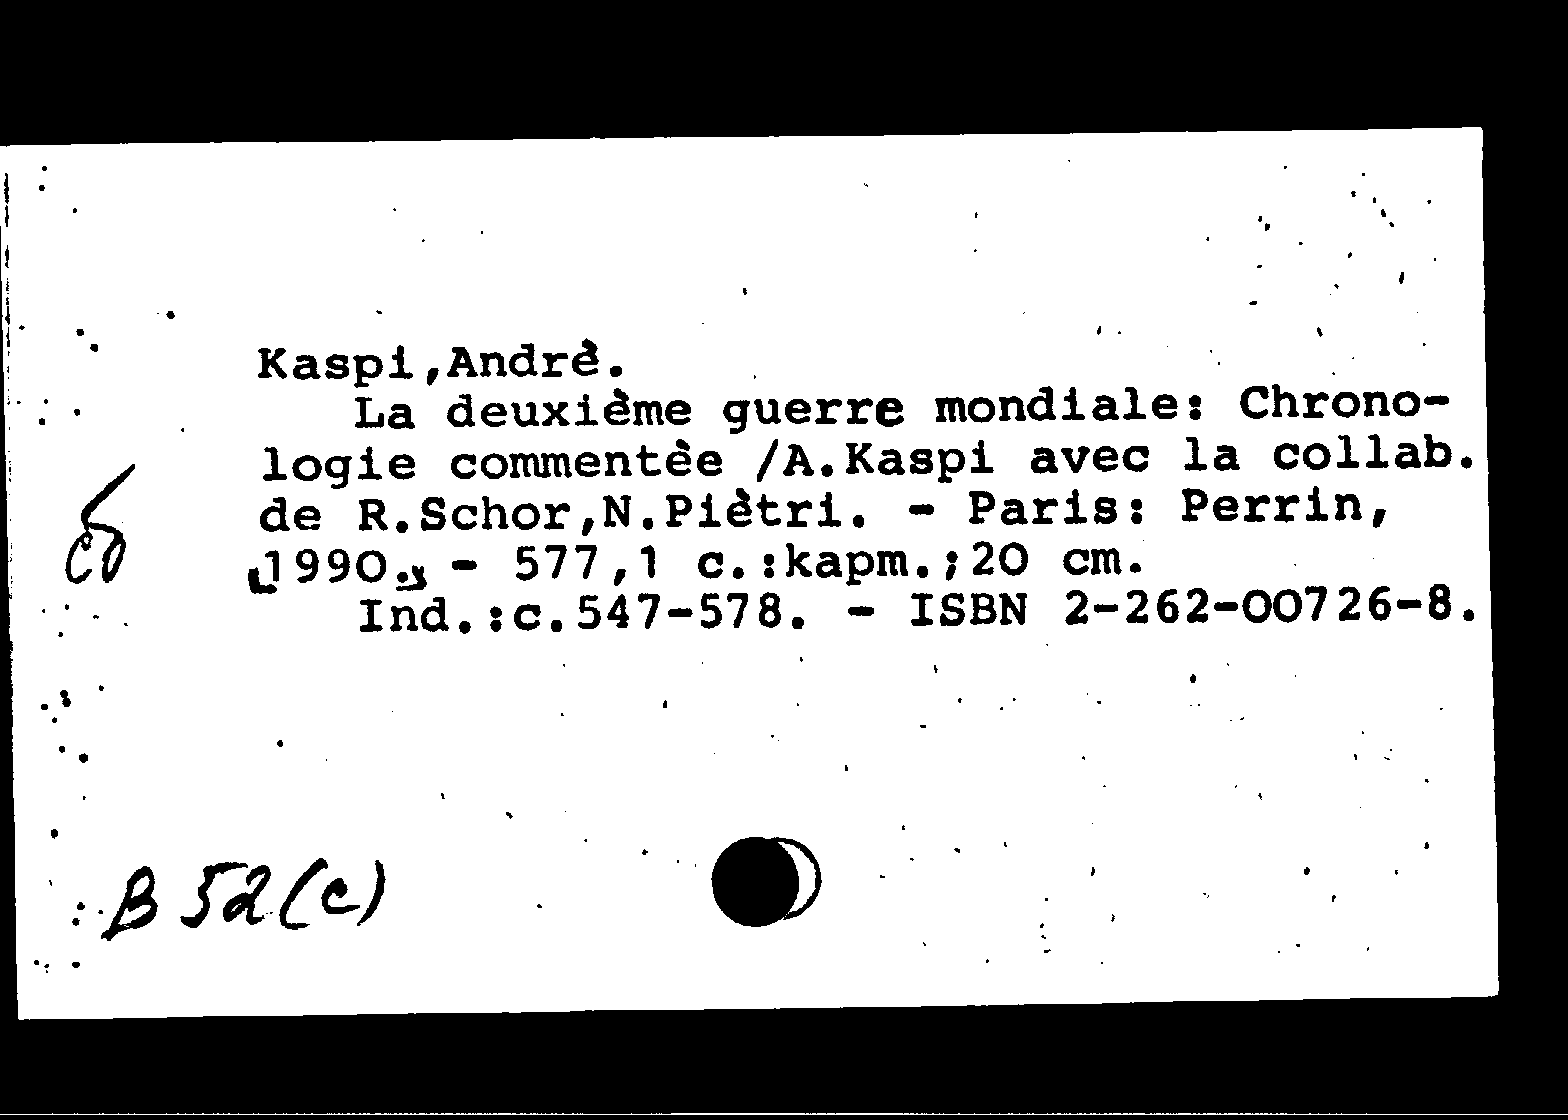 Kaspi,Andrè.
La deuxième guerre mondiale: Chrono-
logie commentèe /A.Kaspi avec la collab.
de R.Schor,N.Piètri. - Paris: Perrin,
[1990.] - 577,1 c.:kapm.;20 cm.
Ind.:c.547-578. - ISBN 2-262-00726-8.
B 52(c)